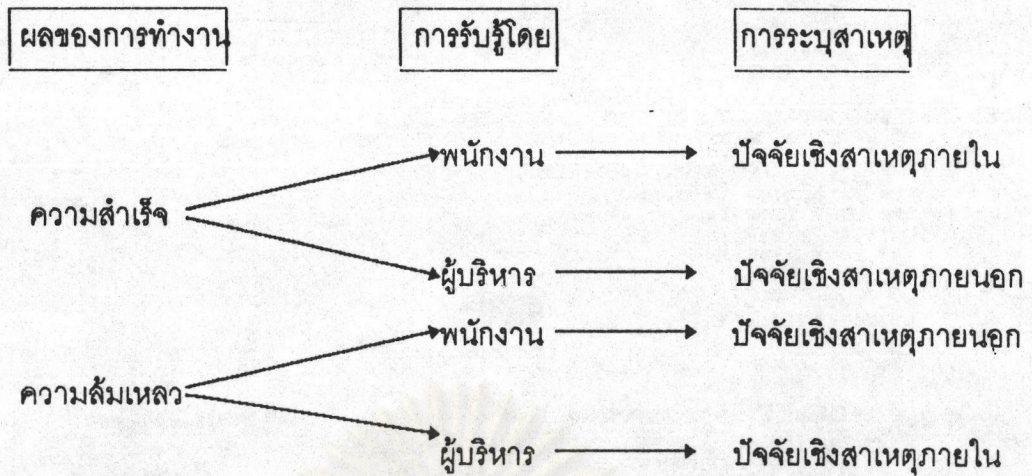 ผลของการทำงาน การรับรู้โดย การระบุสาเหตุ
พนักงาน ปัจจัยเชิงสาเหตุภายใน
ความสำเร็จ
ผู้บริหาร ปัจจัยเชิงสาเหตุภายนอก
พนักงาน ปัจจัยเชิงสาเหตุภายนอก
ความล้มเหลว
ผู้บริหาร ปัจจัยเชิงสาเหตุภายใน